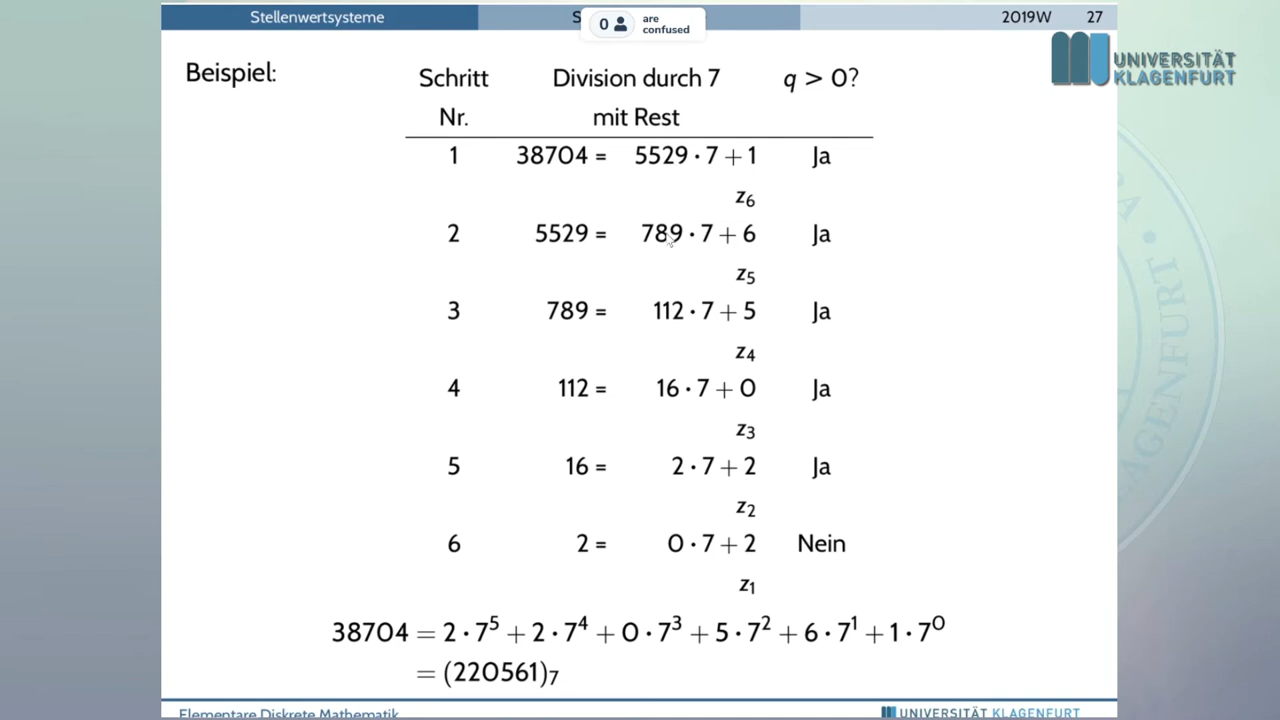 Stellenwertsysteme
S
0 are confused
2019W 27
UNIVERSITÄT
KLAGENFURT
Beispiel:
Schritt Division durch 7 q > 0?
Nr. mit Rest
1 38704 = 5529 · 7 + 1 Ja
z₆
2 5529 = 789 · 7 + 6 Ja
z₅
3 789 = 112 · 7 + 5 Ja
z₄
4 112 = 16 · 7 + 0 Ja
z₃
5 16 = 2 · 7 + 2 Ja
z₂
6 2 = 0 · 7 + 2 Nein
z₁
38704 = 2 · 7⁵ + 2 · 7⁴ + 0 · 7³ + 5 · 7² + 6 · 7¹ + 1 · 7⁰
= (220561)₇
Elementare Diskrete Mathematik
UNIVERSITÄT KLAGENFURT